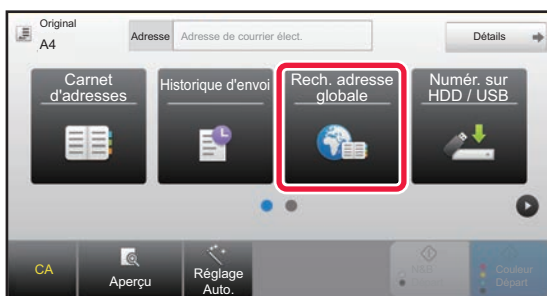 Original
A4
Adresse
Adresse de courrier élect.
Détails
Carnet
d'adresses
Historique d'envoi
Rech. adresse
globale
Numér. sur
HDD / USB
CA
Aperçu
Réglage
Auto.
N&B
Départ
Couleur
Départ